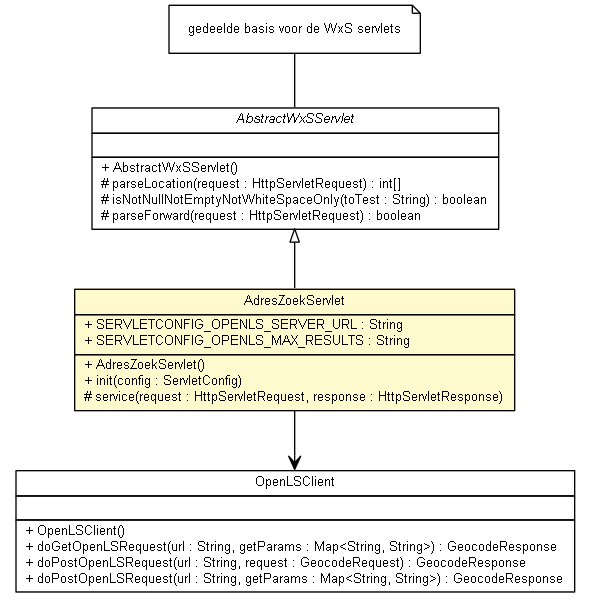 gedeelde basis voor de WxS servlets
AbstractWxSServlet
+ AbstractWxSServlet()
# parseLocation(request : HttpServletRequest) : int[]
# isNotNullNotEmptyNotWhiteSpaceOnly(toTest : String) : boolean
# parseForward(request : HttpServletRequest) : boolean
AdresZoekServlet
+ SERVLETCONFIG_OPENLS_SERVER_URL : String
+ SERVLETCONFIG_OPENLS_MAX_RESULTS : String
+ AdresZoekServlet()
+ init(config : ServletConfig)
# service(request : HttpServletRequest, response : HttpServletResponse)
OpenLSClient
+ OpenLSClient()
+ doGetOpenLSRequest(url : String, getParams : Map<String, String>) : GeocodeResponse
+ doPostOpenLSRequest(url : String, request : GeocodeRequest) : GeocodeResponse
+ doPostOpenLSRequest(url : String, getParams : Map<String, String>) : GeocodeResponse